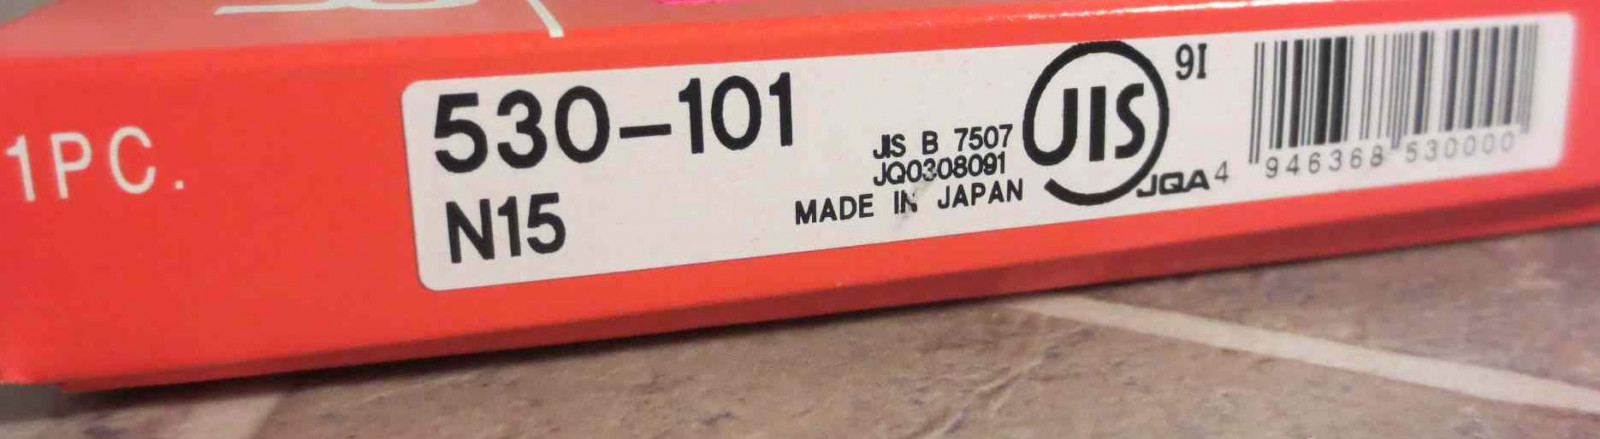 1PC.
530-101
N15
JIS B 7507
JQ0308091
MADE IN JAPAN
JIS
JQA
9I
4 946368 530000